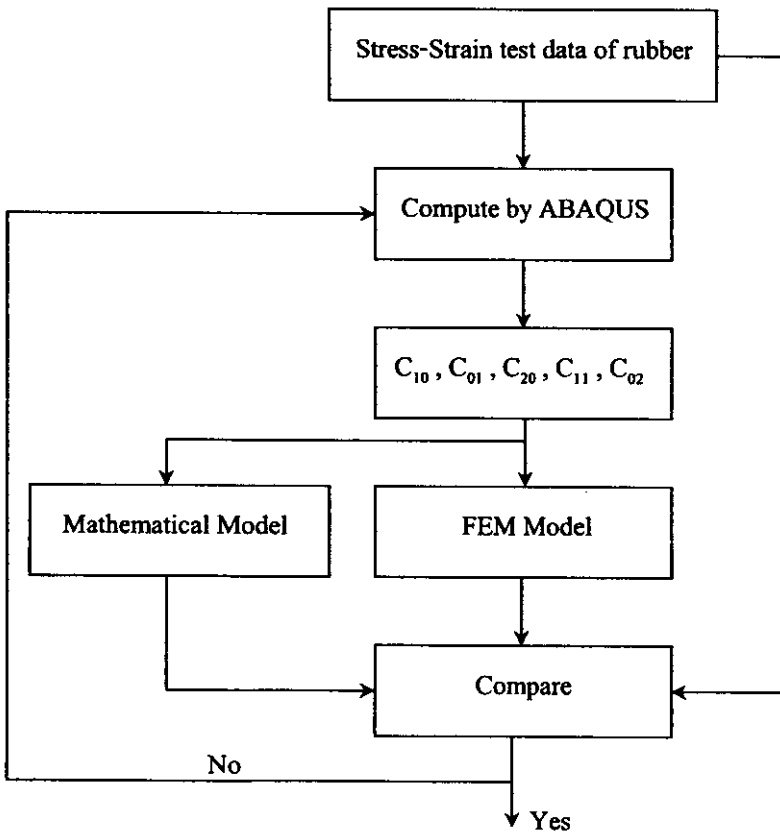 Stress-Strain test data of rubber
Compute by ABAQUS
C₁₀ , C₀₁ , C₂₀ , C₁₁ , C₀₂
Mathematical Model
FEM Model
Compare
No
Yes